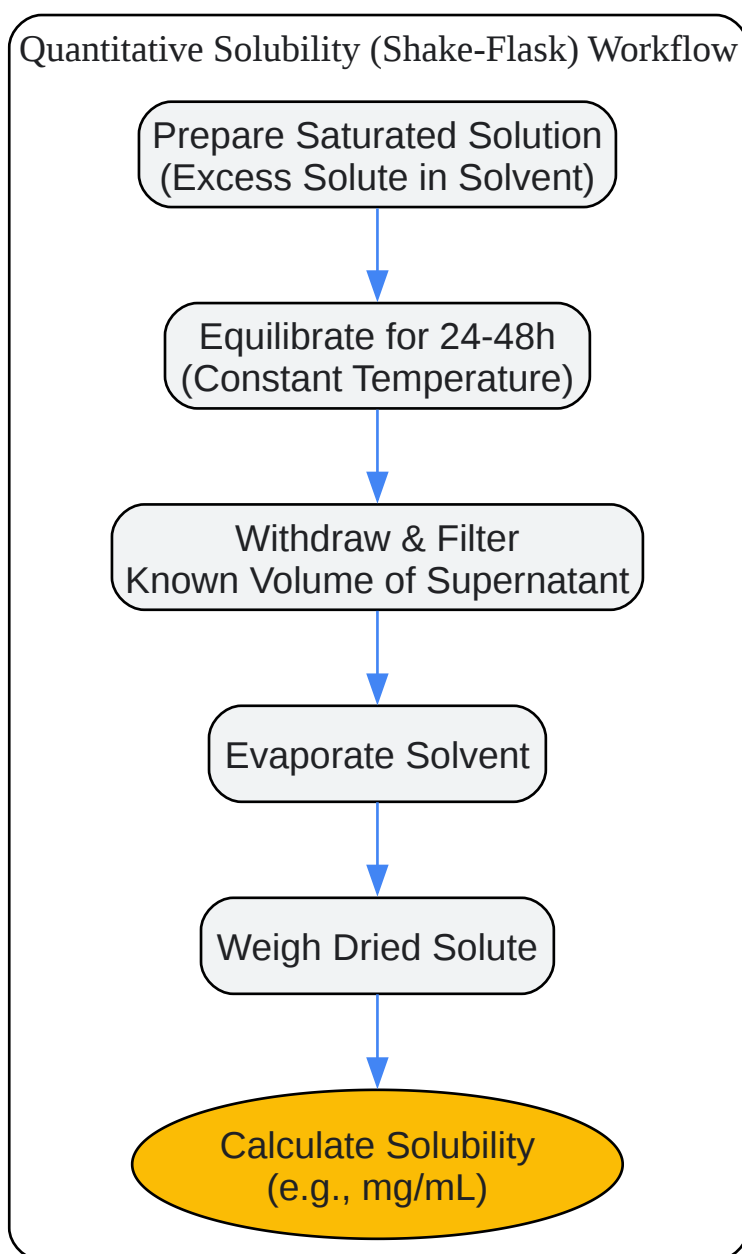 Quantitative Solubility (Shake-Flask) Workflow
Prepare Saturated Solution
(Excess Solute in Solvent)
Equilibrate for 24-48h
(Constant Temperature)
Withdraw & Filter
Known Volume of Supernatant
Evaporate Solvent
Weigh Dried Solute
Calculate Solubility
(e.g., mg/mL)